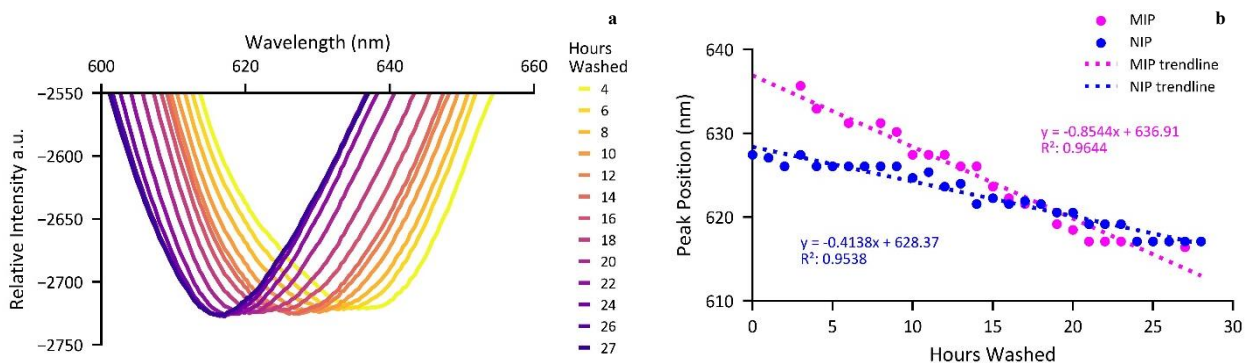 a
Wavelength (nm)
600
620
640
660
Relative Intensity a.u.
−2550
−2600
−2650
−2700
−2750
Hours
Washed
4
6
8
10
12
14
16
18
20
22
24
26
27
b
MIP
NIP
MIP trendline
NIP trendline
Peak Position (nm)
640
630
620
610
y = -0.8544x + 636.91
R²: 0.9644
y = -0.4138x + 628.37
R²: 0.9538
0
5
10
15
20
25
30
Hours Washed